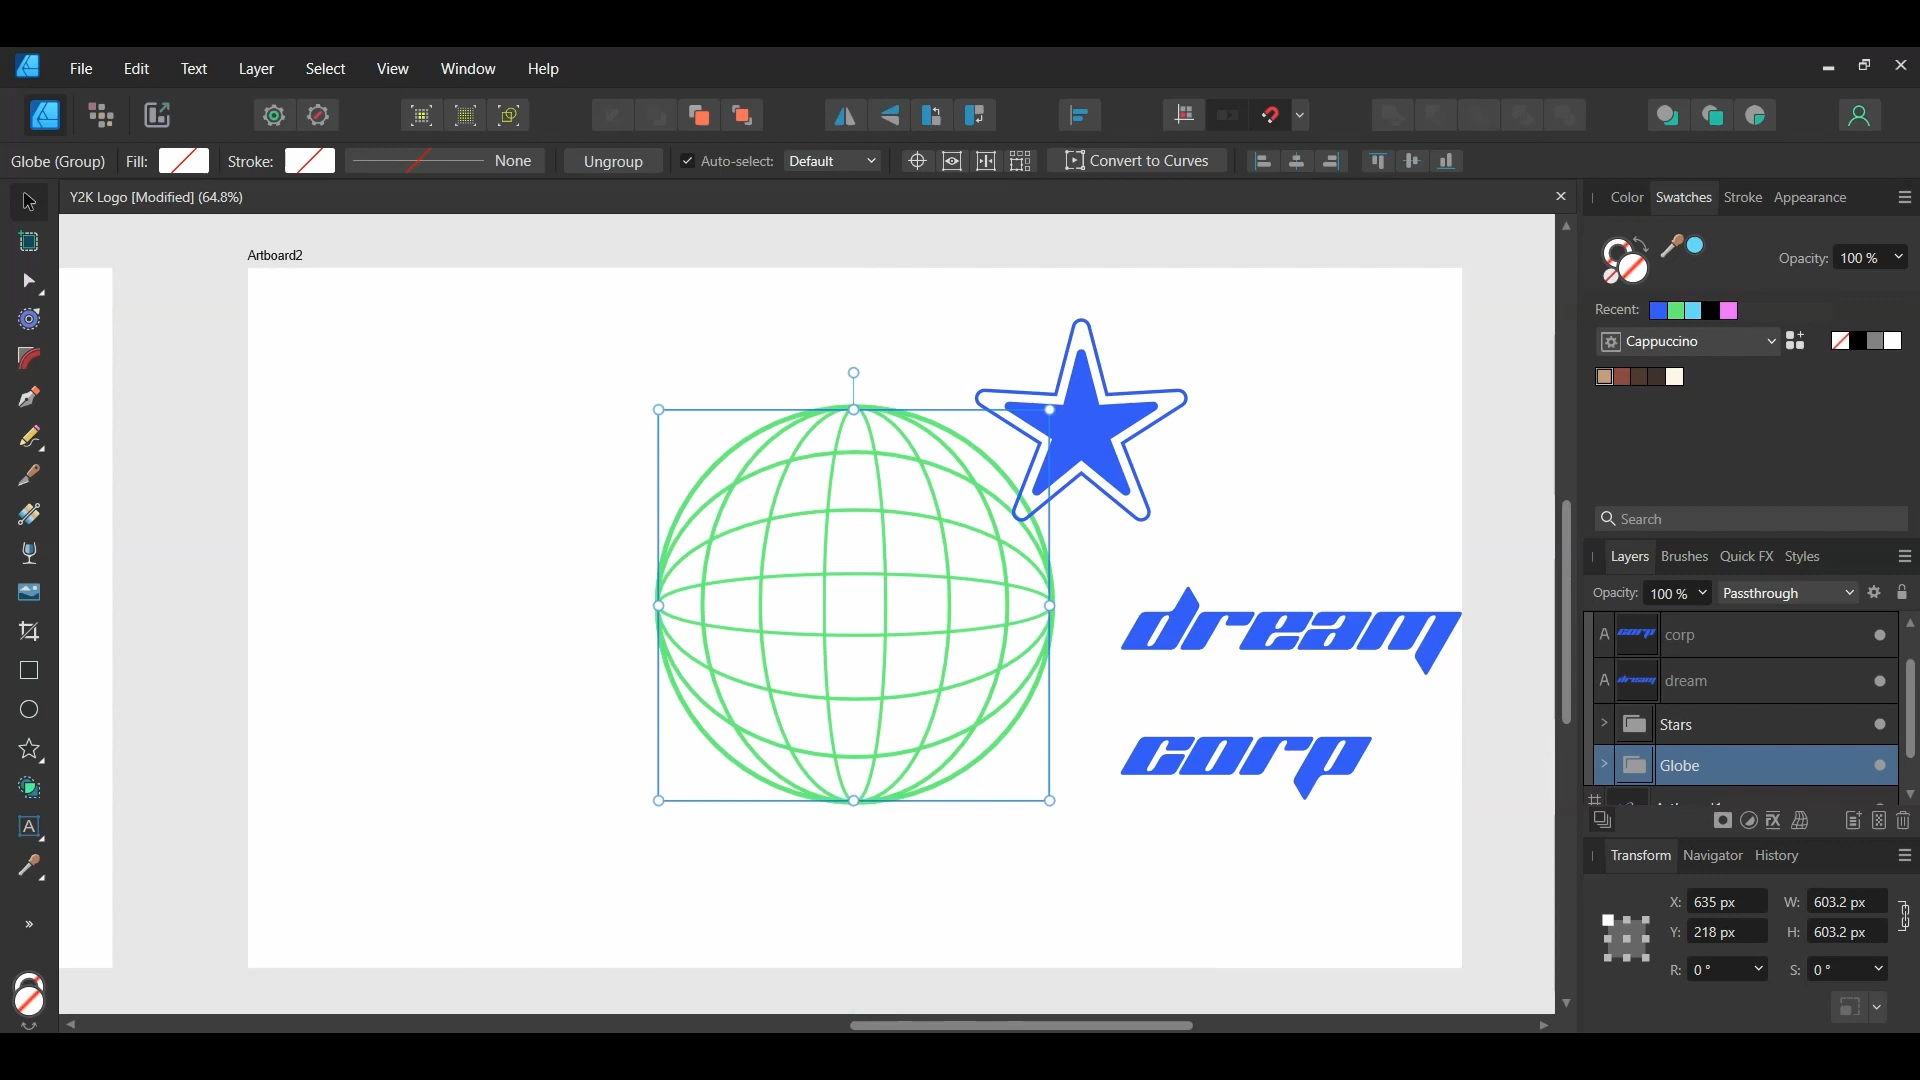 File Edit Text Layer Select View Window Help
Globe (Group) Fill: Stroke: None Ungroup Auto-select: Default Convert to Curves
Y2K Logo [Modified] (64.8%)
Color Swatches Stroke Appearance
Opacity: 100 %
Recent:
Cappuccino
Search
Layers Brushes Quick FX Styles
Opacity: 100 % Passthrough
A corp corp
A dream dream
Stars
Globe
Transform Navigator History
X: 635 px W: 603.2 px
Y: 218 px H: 603.2 px
R: 0 ° S: 0 °
Artboard2
dream
corp
A